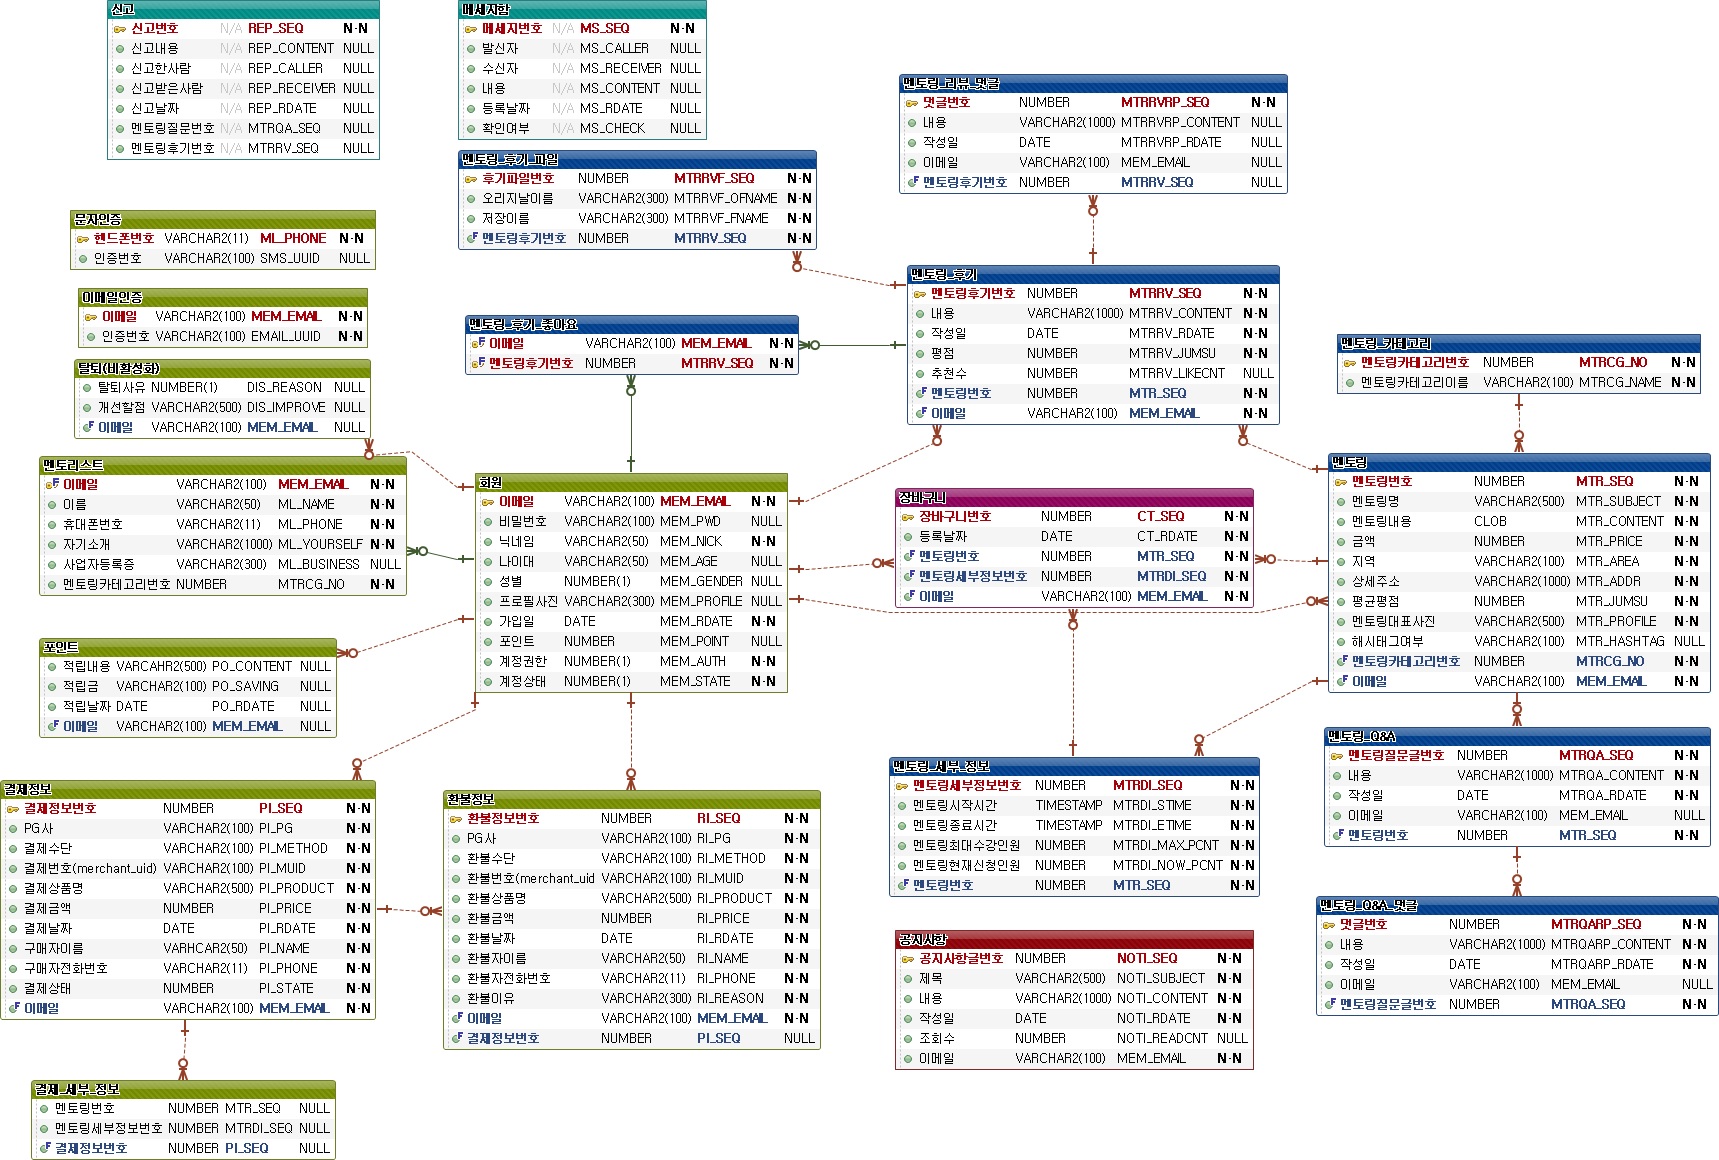 신고
신고번호 N/A REP_SEQ N-N
신고내용 N/A REP_CONTENT NULL
신고한사람 N/A REP_CALLER NULL
신고받은사람 N/A REP_RECEIVER NULL
신고날짜 N/A REP_RDATE NULL
멘토링질문번호 N/A MTRQA_SEQ NULL
멘토링후기번호 N/A MTRRV_SEQ NULL
메세지함
메세지번호 N/A MS_SEQ N-N
발신자 N/A MS_CALLER NULL
수신자 N/A MS_RECEIVER NULL
내용 N/A MS_CONTENT NULL
등록날짜 N/A MS_RDATE NULL
확인여부 N/A MS_CHECK NULL
멘토링_리뷰_댓글
댓글번호 NUMBER MTRRVRP_SEQ N-N
내용 VARCHAR2(1000) MTRRVRP_CONTENT NULL
작성일 DATE MTRRVRP_RDATE NULL
이메일 VARCHAR2(100) MEM_EMAIL NULL
멘토링후기번호 NUMBER MTRRV_SEQ NULL
멘토링_후기_파일
후기파일번호 NUMBER MTRRVF_SEQ N-N
오리지날이름 VARCHAR2(300) MTRRVF_OFNAME N-N
저장이름 VARCHAR2(300) MTRRVF_FNAME N-N
멘토링후기번호 NUMBER MTRRV_SEQ N-N
문자인증
핸드폰번호 VARCHAR2(11) ML_PHONE N-N
인증번호 VARCHAR2(100) SMS_UUID NULL
이메일인증
이메일 VARCHAR2(100) MEM_EMAIL N-N
인증번호 VARCHAR2(100) EMAIL_UUID N-N
탈퇴(비활성화)
탈퇴사유 NUMBER(1) DIS_REASON NULL
개선할점 VARCHAR2(500) DIS_IMPROVE NULL
이메일 VARCHAR2(100) MEM_EMAIL NULL
멘토링_후기_좋아요
이메일 VARCHAR2(100) MEM_EMAIL N-N
멘토링후기번호 NUMBER MTRRV_SEQ N-N
멘토링_후기
멘토링후기번호 NUMBER MTRRV_SEQ N-N
내용 VARCHAR2(1000) MTRRV_CONTENT N-N
작성일 DATE MTRRV_RDATE N-N
평점 NUMBER MTRRV_JUMSU N-N
추천수 NUMBER MTRRV_LIKECNT NULL
멘토링번호 NUMBER MTR_SEQ N-N
이메일 VARCHAR2(100) MEM_EMAIL N-N
멘토링_카테고리
멘토링카테고리번호 NUMBER MTRCG_NO N-N
멘토링카테고리이름 VARCHAR2(100) MTRCG_NAME N-N
멘토리스트
이메일 VARCHAR2(100) MEM_EMAIL N-N
이름 VARCHAR2(50) ML_NAME N-N
휴대폰번호 VARCHAR2(11) ML_PHONE N-N
자기소개 VARCHAR2(1000) ML_YOURSELF N-N
사업자등록증 VARCHAR2(300) ML_BUSINESS NULL
멘토링카테고리번호 NUMBER MTRCG_NO N-N
회원
이메일 VARCHAR2(100) MEM_EMAIL N-N
비밀번호 VARCHAR2(100) MEM_PWD NULL
닉네임 VARCHAR2(50) MEM_NICK N-N
나이대 VARCHAR2(50) MEM_AGE NULL
성별 NUMBER(1) MEM_GENDER NULL
프로필사진 VARCHAR2(300) MEM_PROFILE NULL
가입일 DATE MEM_RDATE N-N
포인트 NUMBER MEM_POINT NULL
계정권한 NUMBER(1) MEM_AUTH N-N
계정상태 NUMBER(1) MEM_STATE N-N
장바구니
장바구니번호 NUMBER CT_SEQ N-N
등록날짜 DATE CT_RDATE N-N
멘토링번호 NUMBER MTR_SEQ N-N
멘토링세부정보번호 NUMBER MTRDI_SEQ N-N
이메일 VARCHAR2(100) MEM_EMAIL N-N
멘토링
멘토링번호 NUMBER MTR_SEQ N-N
멘토링명 VARCHAR2(500) MTR_SUBJECT N-N
멘토링내용 CLOB MTR_CONTENT N-N
금액 NUMBER MTR_PRICE N-N
지역 VARCHAR2(100) MTR_AREA N-N
상세주소 VARCHAR2(1000) MTR_ADDR N-N
평균평점 NUMBER MTR_JUMSU N-N
멘토링대표사진 VARCHAR2(500) MTR_PROFILE N-N
해시태그여부 VARCHAR2(100) MTR_HASHTAG NULL
멘토링카테고리번호 NUMBER MTRCG_NO N-N
이메일 VARCHAR2(100) MEM_EMAIL N-N
포인트
적립내용 VARCAHR2(500) PO_CONTENT NULL
적립금 VARCHAR2(100) PO_SAVING NULL
적립날짜 DATE PO_RDATE NULL
이메일 VARCHAR2(100) MEM_EMAIL NULL
결제정보
결제정보번호 NUMBER PI_SEQ N-N
PG사 VARCHAR2(100) PI_PG N-N
결제수단 VARCHAR2(100) PI_METHOD N-N
결제번호(merchant_uid) VARCHAR2(100) PI_MUID N-N
결제상품명 VARCHAR2(500) PI_PRODUCT N-N
결제금액 NUMBER PI_PRICE N-N
결제날짜 DATE PI_RDATE N-N
구매자이름 VARHCAR2(50) PI_NAME N-N
구매자전화번호 VARCHAR2(11) PI_PHONE N-N
결제상태 NUMBER PI_STATE N-N
이메일 VARCHAR2(100) MEM_EMAIL N-N
환불정보
환불정보번호 NUMBER RI_SEQ N-N
PG사 VARCHAR2(100) RI_PG N-N
환불수단 VARCHAR2(100) RI_METHOD N-N
환불번호(merchant_uid VARCHAR2(100) RI_MUID N-N
환불상품명 VARCHAR2(500) RI_PRODUCT N-N
환불금액 NUMBER RI_PRICE N-N
환불날짜 DATE RI_RDATE N-N
환불자이름 VARCHAR2(50) RI_NAME N-N
환불자전화번호 VARCHAR2(11) RI_PHONE N-N
환불이유 VARCHAR2(300) RI_REASON N-N
이메일 VARCHAR2(100) MEM_EMAIL N-N
결제정보번호 NUMBER PI_SEQ NULL
멘토링_세부_정보
멘토링세부정보번호 NUMBER MTRDI_SEQ N-N
멘토링시작시간 TIMESTAMP MTRDI_STIME N-N
멘토링종료시간 TIMESTAMP MTRDI_ETIME N-N
멘토링최대수강인원 NUMBER MTRDI_MAX_PCNT N-N
멘토링현재신청인원 NUMBER MTRDI_NOW_PCNT N-N
멘토링번호 NUMBER MTR_SEQ N-N
멘토링_Q&A
멘토링질문글번호 NUMBER MTRQA_SEQ N-N
내용 VARCHAR2(1000) MTRQA_CONTENT N-N
작성일 DATE MTRQA_RDATE N-N
이메일 VARCHAR2(100) MEM_EMAIL NULL
멘토링번호 NUMBER MTR_SEQ N-N
멘토링_Q&A_댓글
댓글번호 NUMBER MTRQARP_SEQ N-N
내용 VARCHAR2(1000) MTRQARP_CONTENT N-N
작성일 DATE MTRQARP_RDATE N-N
이메일 VARCHAR2(100) MEM_EMAIL NULL
멘토링질문글번호 NUMBER MTRQA_SEQ N-N
공지사항
공지사항글번호 NUMBER NOTI_SEQ N-N
제목 VARCHAR2(500) NOTI_SUBJECT N-N
내용 VARCHAR2(1000) NOTI_CONTENT N-N
작성일 DATE NOTI_RDATE N-N
조회수 NUMBER NOTI_READCNT NULL
이메일 VARCHAR2(100) MEM_EMAIL N-N
결제_세부_정보
멘토링번호 NUMBER MTR_SEQ NULL
멘토링세부정보번호 NUMBER MTRDI_SEQ NULL
결제정보번호 NUMBER PI_SEQ NULL